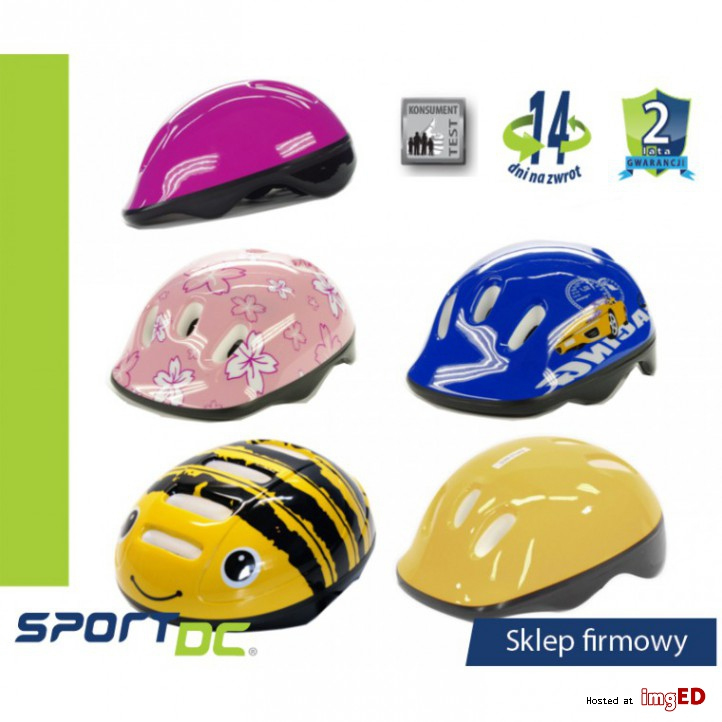 KONSUMENT
TEST
14
dni na zwrot
2
lata
GWARANCJI
SPORT DC®
Sklep firmowy
Hosted at imgED